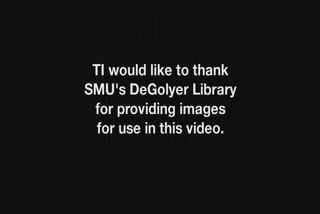 TI would like to thank
SMU's DeGolyer Library
for providing images
for use in this video.